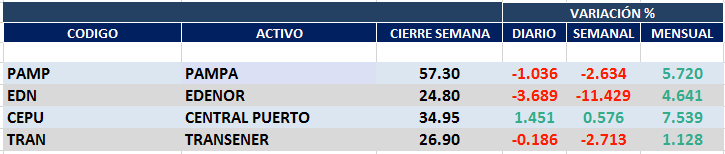 VARIACIÓN %
CODIGO ACTIVO CIERRE SEMANA DIARIO SEMANAL MENSUAL
PAMP PAMPA 57.30 -1.036 -2.634 5.720
EDN EDENOR 24.80 -3.689 -11.429 4.641
CEPU CENTRAL PUERTO 34.95 1.451 0.576 7.539
TRAN TRANSENER 26.90 -0.186 -2.713 1.128